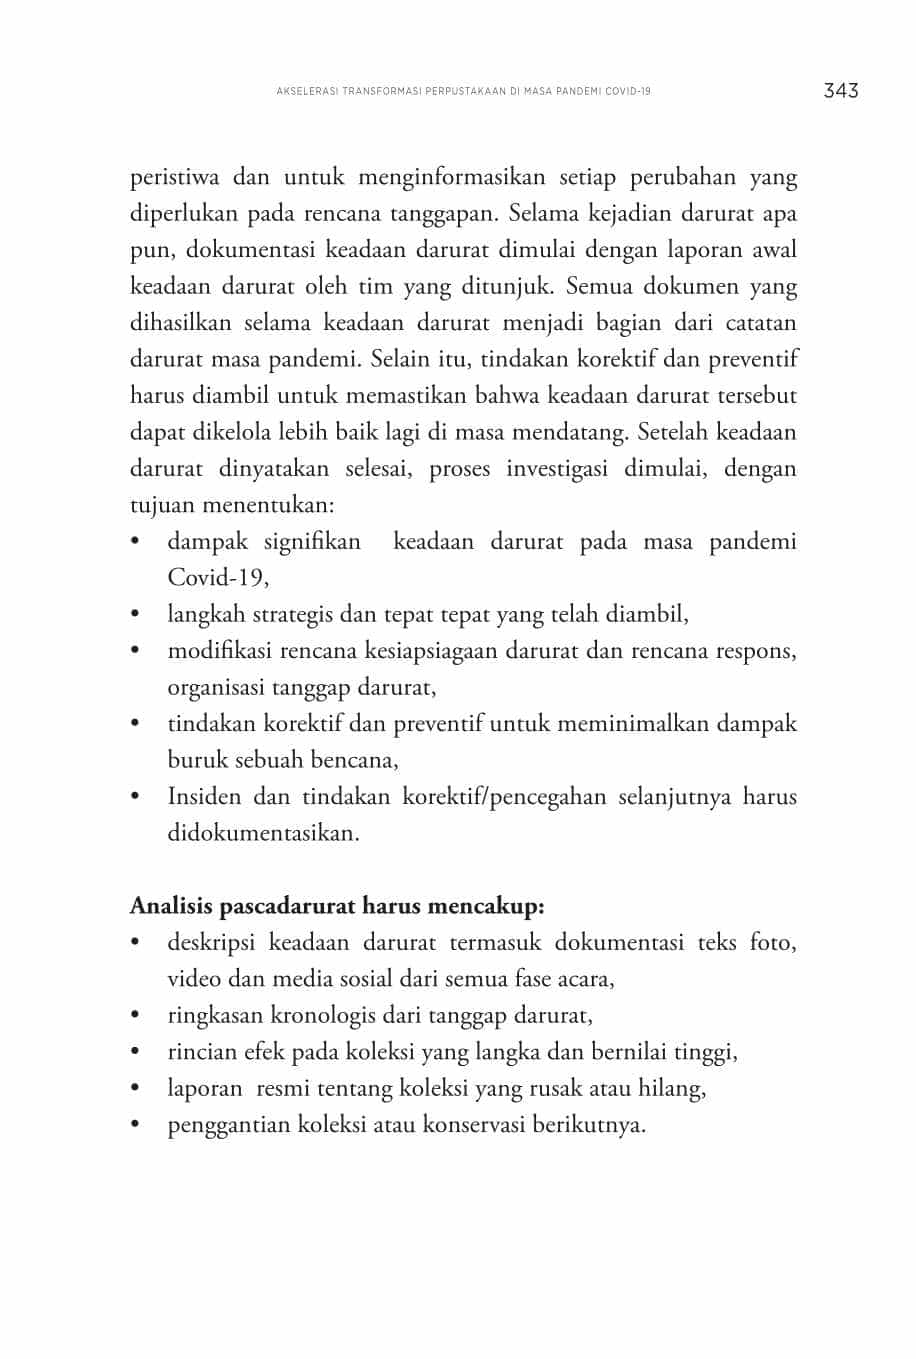 AKSELERASI TRANSFORMASI PERPUSTAKAAN DI MASA PANDEMI COVID-19 343
peristiwa dan untuk menginformasikan setiap perubahan yang
diperlukan pada rencana tanggapan. Selama kejadian darurat apa
pun, dokumentasi keadaan darurat dimulai dengan laporan awal
keadaan darurat oleh tim yang ditunjuk. Semua dokumen yang
dihasilkan selama keadaan darurat menjadi bagian dari catatan
darurat masa pandemi. Selain itu, tindakan korektif dan preventif
harus diambil untuk memastikan bahwa keadaan darurat tersebut
dapat dikelola lebih baik lagi di masa mendatang. Setelah keadaan
darurat dinyatakan selesai, proses investigasi dimulai, dengan
tujuan menentukan:
• dampak signifikan keadaan darurat pada masa pandemi
Covid-19,
• langkah strategis dan tepat tepat yang telah diambil,
• modifikasi rencana kesiapsiagaan darurat dan rencana respons,
organisasi tanggap darurat,
• tindakan korektif dan preventif untuk meminimalkan dampak
buruk sebuah bencana,
• Insiden dan tindakan korektif/pencegahan selanjutnya harus
didokumentasikan.
Analisis pascadarurat harus mencakup:
• deskripsi keadaan darurat termasuk dokumentasi teks foto,
video dan media sosial dari semua fase acara,
• ringkasan kronologis dari tanggap darurat,
• rincian efek pada koleksi yang langka dan bernilai tinggi,
• laporan resmi tentang koleksi yang rusak atau hilang,
• penggantian koleksi atau konservasi berikutnya.